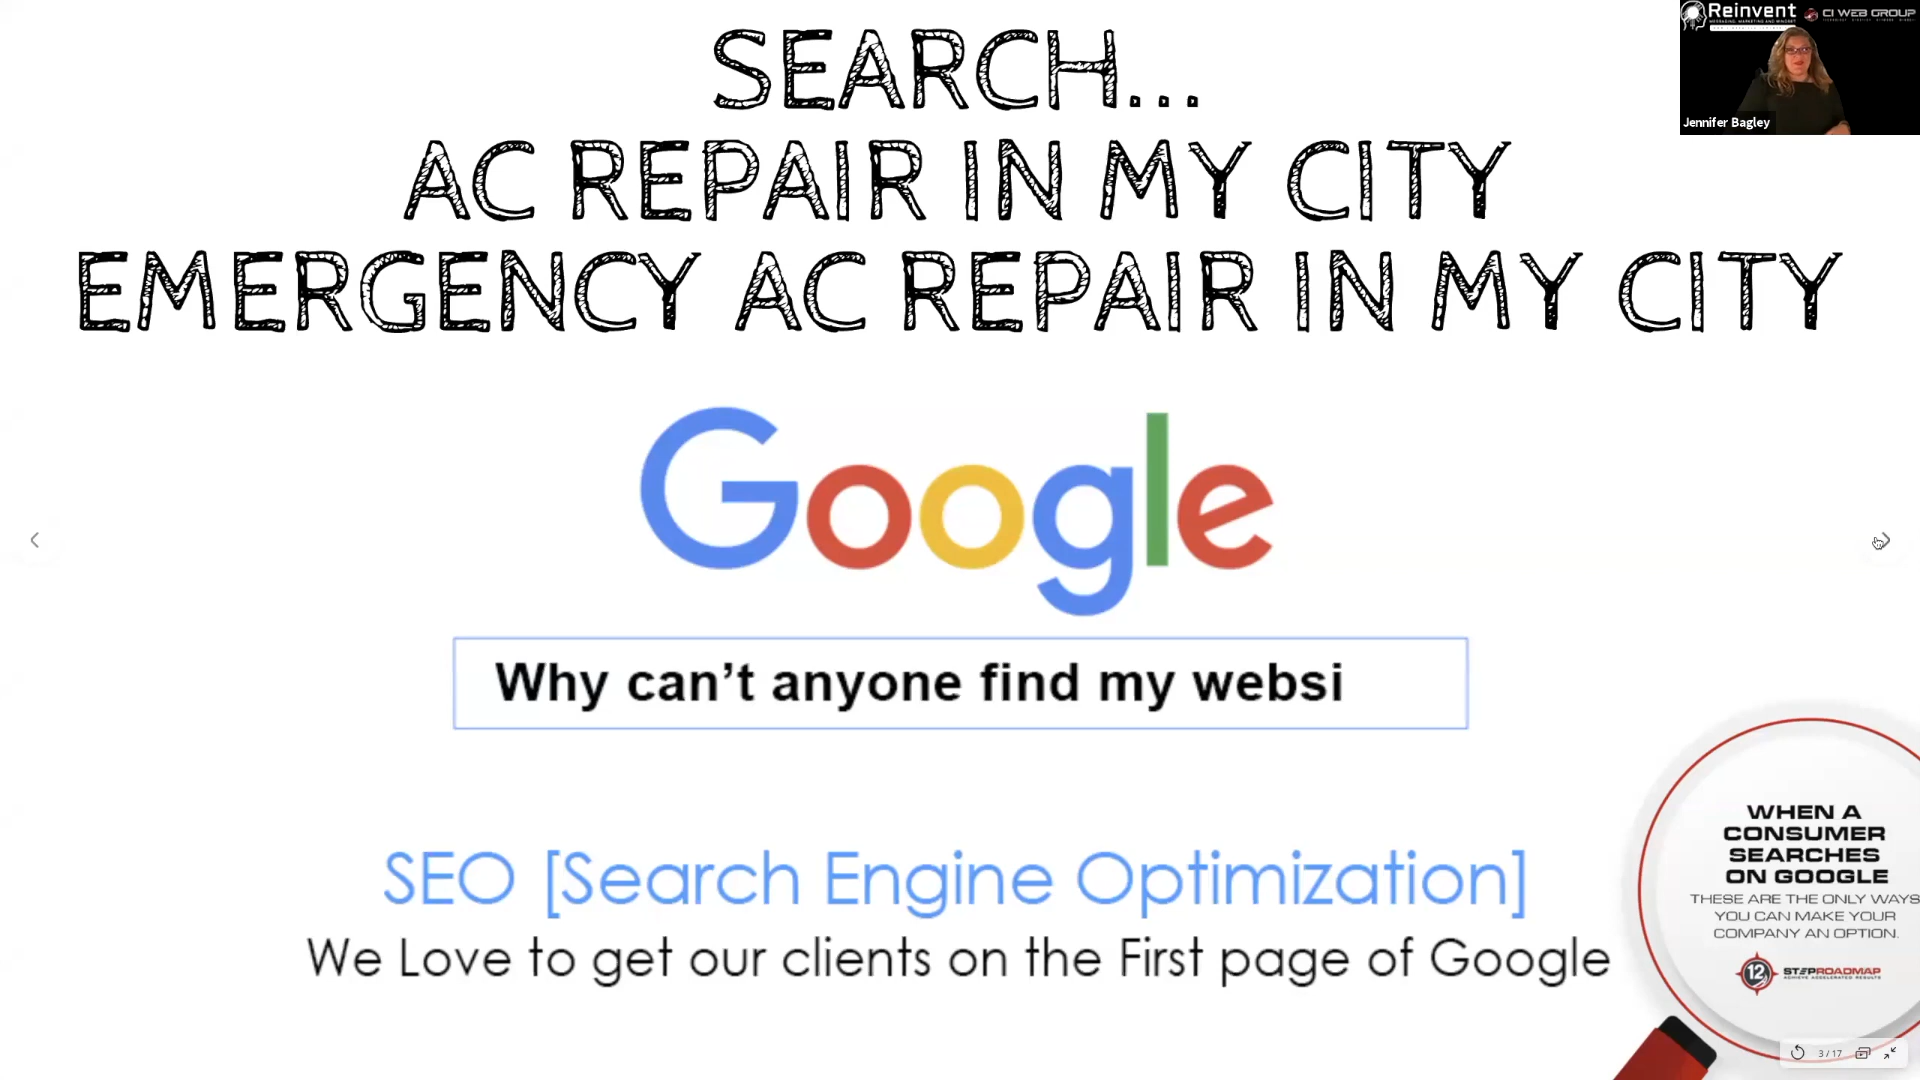 SEARCH...
AC REPAIR IN MY CITY
EMERGENCY AC REPAIR IN MY CITY
Reinvent
CI WEB GROUP
Jennifer Bagley
Google
Why can’t anyone find my websi
SEO [Search Engine Optimization]
We Love to get our clients on the First page of Google
WHEN A
CONSUMER
SEARCHES
ON GOOGLE
THESE ARE THE ONLY WAYS
YOU CAN MAKE YOUR
COMPANY AN OPTION.
12 STEPROADMAP
ACHIEVE ACCELERATED RESULTS
3 / 17